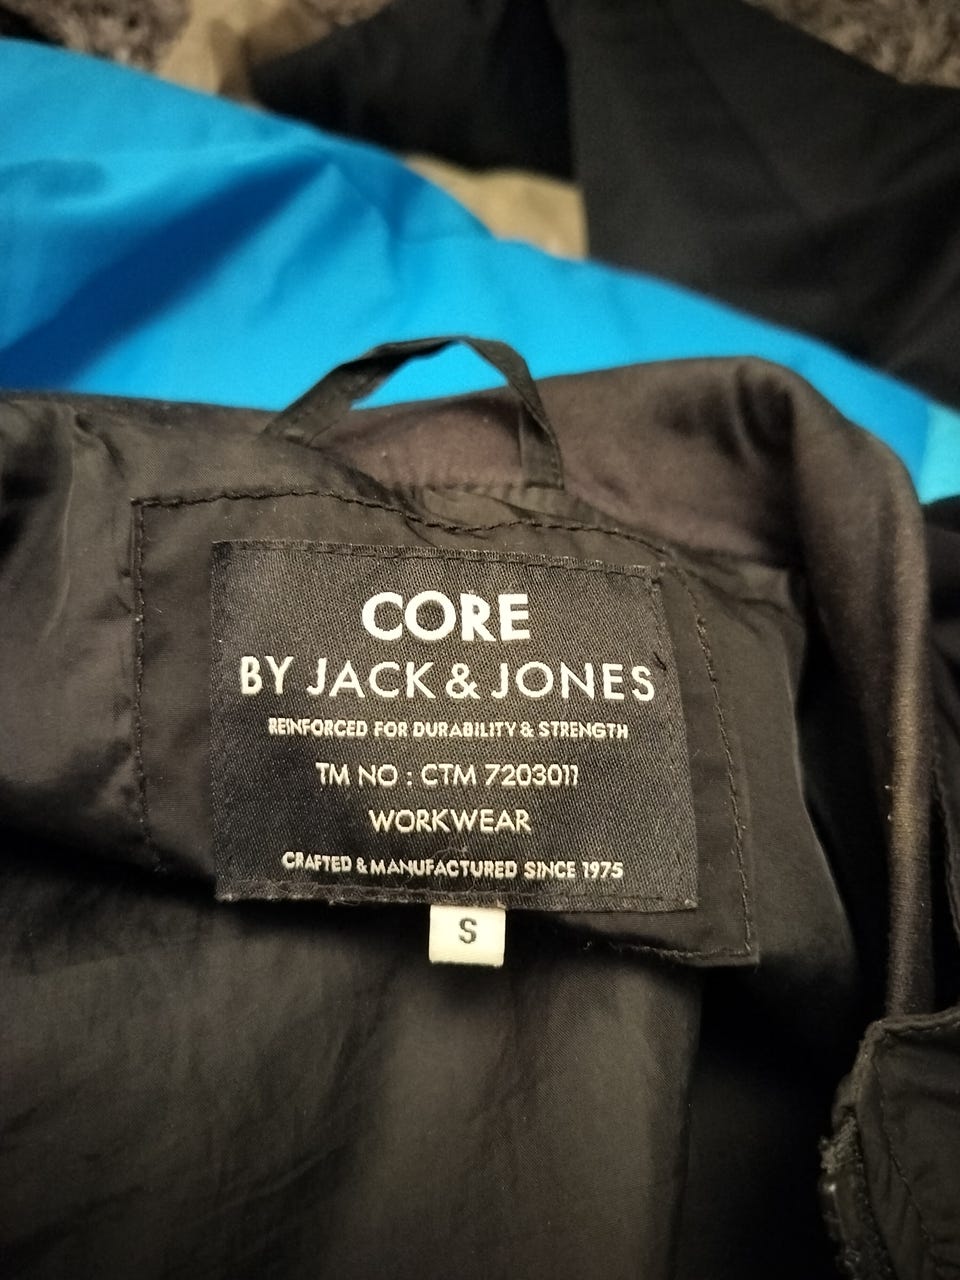 CORE
BY JACK & JONES
REINFORCED FOR DURABILITY & STRENGTH
TM NO : CTM 7203011
WORKWEAR
CRAFTED & MANUFACTURED SINCE 1975
S